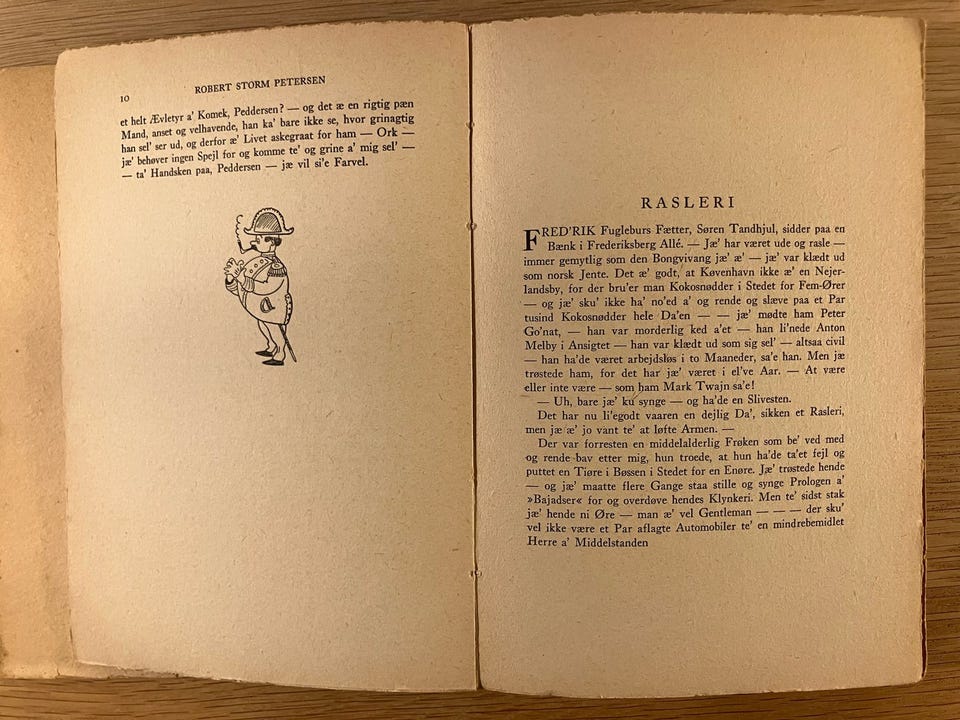 10
ROBERT STORM PETERSEN
et helt Ævletyr a' Komek, Peddersen? — og det æ en rigtig pæn
Mand, anset og velhavende, han ka' bare ikke se, hvor grinagtig
han sel' ser ud, og derfor æ' Livet askegraat for ham — Ork —
jæ' behøver ingen Spejl for og komme te' og grine a' mig sel' —
— ta' Handsken paa, Peddersen — jæ vil si'e Farvel.
RASLERI
FRED'RIK Fugleburs Fætter, Søren Tandhjul, sidder paa en
Bænk i Frederiksberg Allé. — Jæ' har været ude og rasle —
immer gemytlig som den Bongvivang jæ' æ' — jæ' var klædt ud
som norsk Jente. Det æ' godt, at Køvenhavn ikke æ' en Nejer-
landsby, for der bru'er man Kokosnødder i Stedet for Fem-Ører
— og jæ' sku' ikke ha' no'ed a' og rende og slæve paa et Par
tusind Kokosnødder hele Da'en — — jæ' mødte ham Peter
Go'nat, — han var morderlig ked a'et — han li'nede Anton
Melby i Ansigtet — han var klædt ud som sig sel' — altsaa civil
— han ha'de været arbejdsløs i to Maaneder, sa'e han. Men jæ
trøstede ham, for det har jæ' været i el've Aar. — At være
eller inte være — som ham Mark Twajn sa'e!
— Uh, bare jæ' ku' synge — og ha'de en Slivesten.
Det har nu li'egodt vaaren en dejlig Da', sikken et Rasleri,
men jæ æ' jo vant te' at løfte Armen. —
Der var forresten en middelalderlig Frøken som be' ved med
og rende bav etter mig, hun troede, at hun ha'de ta'et fejl og
puttet en Tiøre i Bøssen i Stedet for en Enøre. Jæ' trøstede hende
— og jæ' maatte flere Gange staa stille og synge Prologen a'
»Bajadser« for og overdøve hendes Klynkeri. Men te' sidst stak
jæ' hende ni Øre — man æ' vel Gentleman — — — der sku'
vel ikke være et Par aflagte Automobiler te' en mindrebemidlet
Herre a' Middelstanden